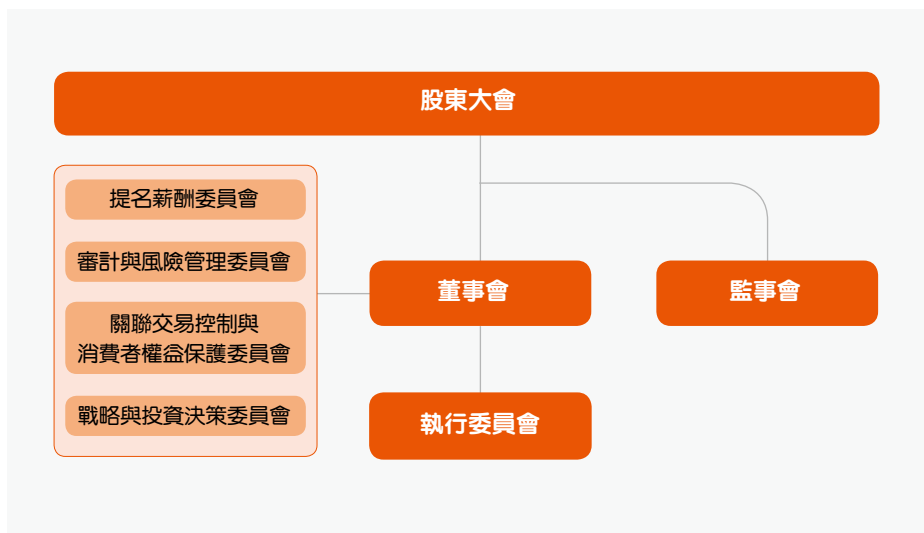 股東大會
提名薪酬委員會
審計與風險管理委員會
關聯交易控制與
消費者權益保護委員會
戰略與投資決策委員會
董事會
監事會
執行委員會